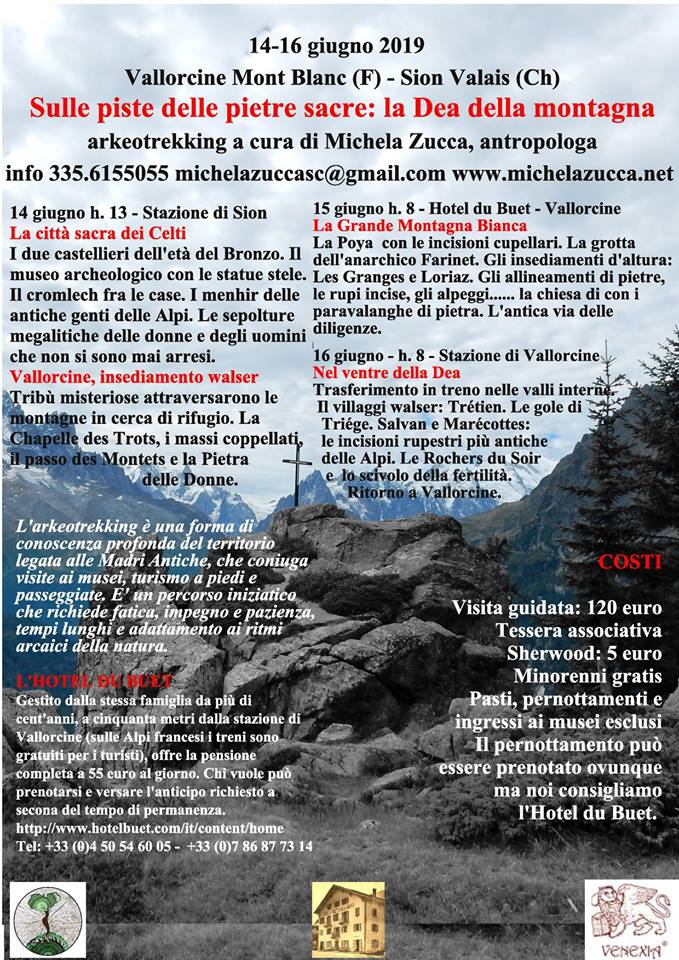 14-16 giugno 2019
Vallorcine Mont Blanc (F) - Sion Valais (Ch)
Sulle piste delle pietre sacre: la Dea della montagna
arkeotrekking a cura di Michela Zucca, antropologa
info 335.6155055 michelazuccasc@gmail.com www.michelazucca.net
14 giugno h. 13 - Stazione di Sion
La città sacra dei Celti
I due castellieri dell'età del Bronzo. Il
museo archeologico con le statue stele.
Il cromlech fra le case. I menhir delle
antiche genti delle Alpi. Le sepolture
megalitiche delle donne e degli uomini
che non si sono mai arresi.
Vallorcine, insediamento walser
Tribù misteriose attraversarono le
montagne in cerca di rifugio. La
Chapelle des Trots, i massi coppellati,
il passo des Montets e la Pietra
delle Donne.
15 giugno h. 8 - Hotel du Buet - Vallorcine
La Grande Montagna Bianca
La Poya con le incisioni cupellari. La grotta
dell'anarchico Farinet. Gli insediamenti d'altura:
Les Granges e Loriaz. Gli allineamenti di pietre,
le rupi incise, gli alpeggi...... la chiesa di con i
paravalanghe di pietra. L'antica via delle
diligenze.
16 giugno - h. 8 - Stazione di Vallorcine
Nel ventre della Dea
Trasferimento in treno nelle valli interne.
Il villaggi walser: Trétien. Le gole di
Triége. Salvan e Marécottes:
le incisioni rupestri più antiche
delle Alpi. Le Rochers du Soir
e lo scivolo della fertilità.
Ritorno a Vallorcine.
L'arkeotrekking è una forma di
conoscenza profonda del territorio
legata alle Madri Antiche, che coniuga
visite ai musei, turismo a piedi e
passeggiate. E' un percorso iniziatico
che richiede fatica, impegno e pazienza,
tempi lunghi e adattamento ai ritmi
arcaici della natura.
L'HOTEL DU BUET
Gestito dalla stessa famiglia da più di
cent'anni, a cinquanta metri dalla stazione di
Vallorcine (sulle Alpi francesi i treni sono
gratuiti per i turisti), offre la pensione
completa a 55 euro al giorno. Chi vuole può
prenotarsi e versare l'anticipo richiesto a
secona del tempo di permanenza.
http://www.hotelbuet.com/it/content/home
Tel: +33 (0)4 50 54 60 05 - +33 (0)7 86 87 73 14
COSTI
Visita guidata: 120 euro
Tessera associativa
Sherwood: 5 euro
Minorenni gratis
Pasti, pernottamenti e
ingressi ai musei esclusi
Il pernottamento può
essere prenotato ovunque
ma noi consigliamo
l'Hotel du Buet.
VENEXIA